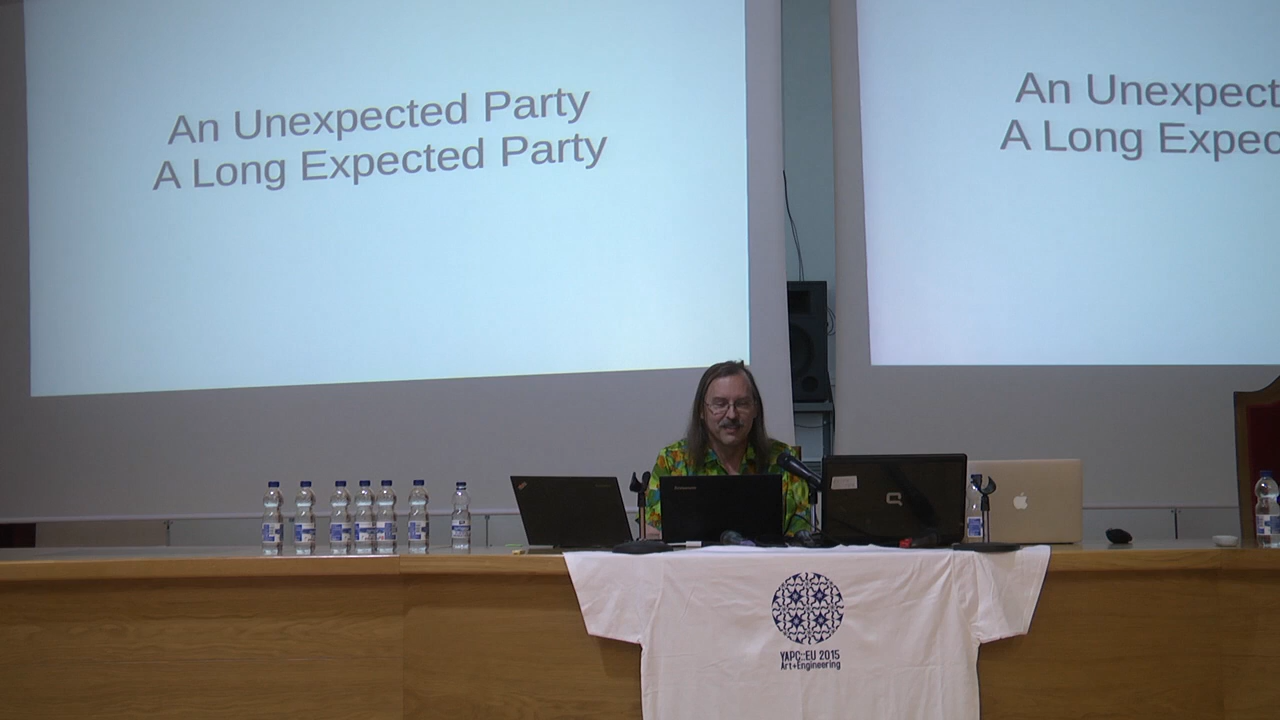 An Unexpected Party
A Long Expected Party
An Unexpect
A Long Expec
YAPC::EU 2015
Art+Engineering